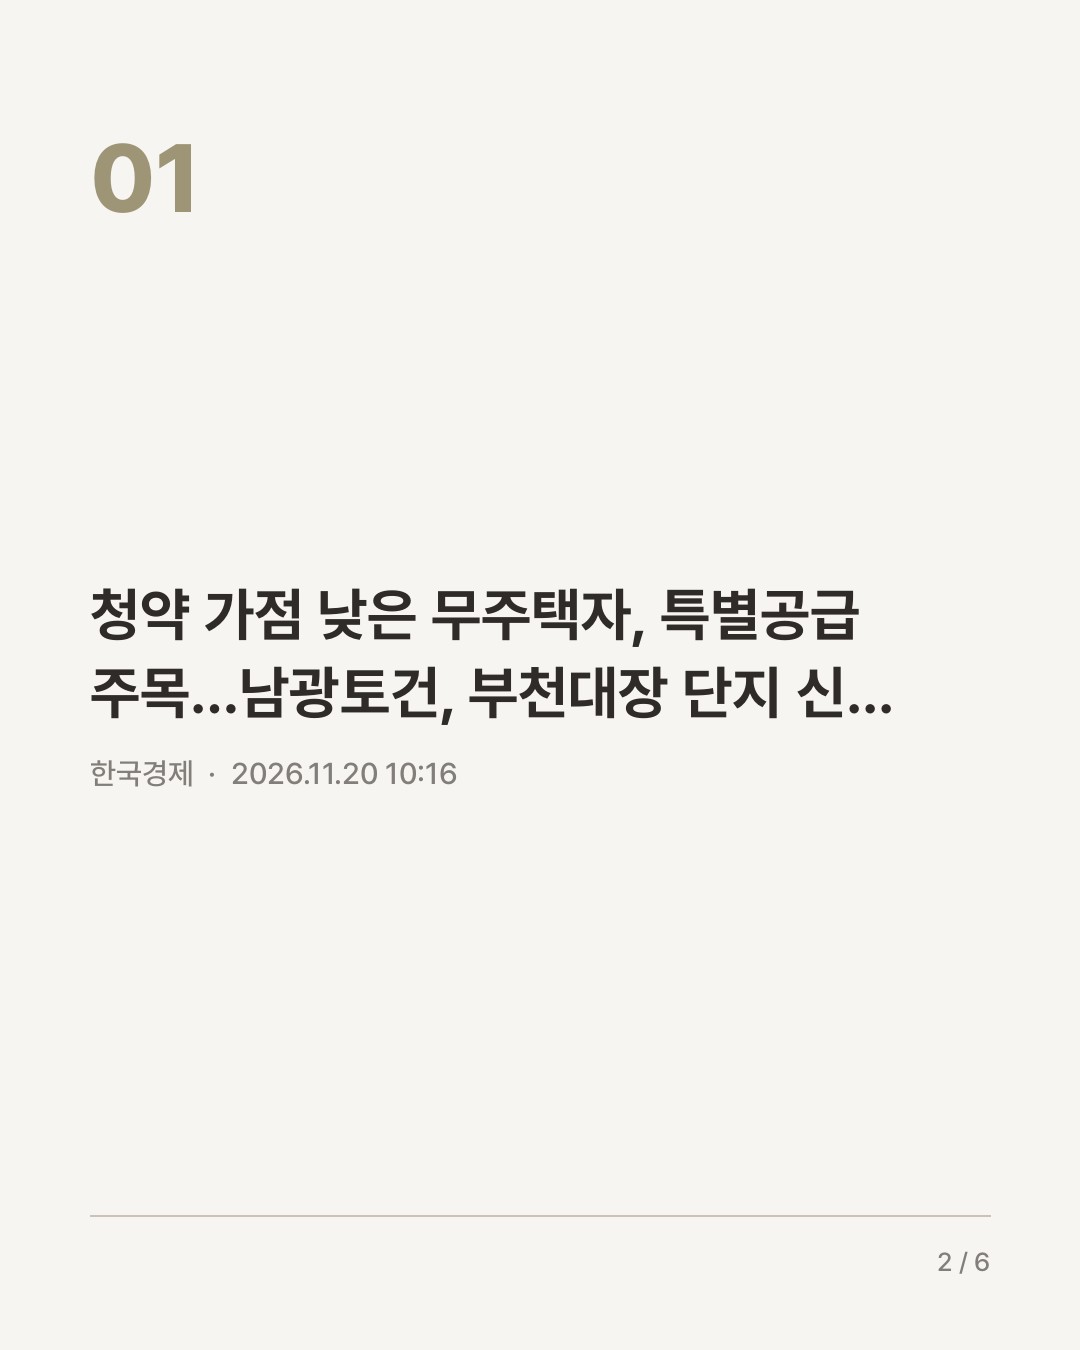 01
청약 가점 낮은 무주택자, 특별공급
주목...남광토건, 부천대장 단지 신...
한국경제 · 2026.11.20 10:16
2 / 6